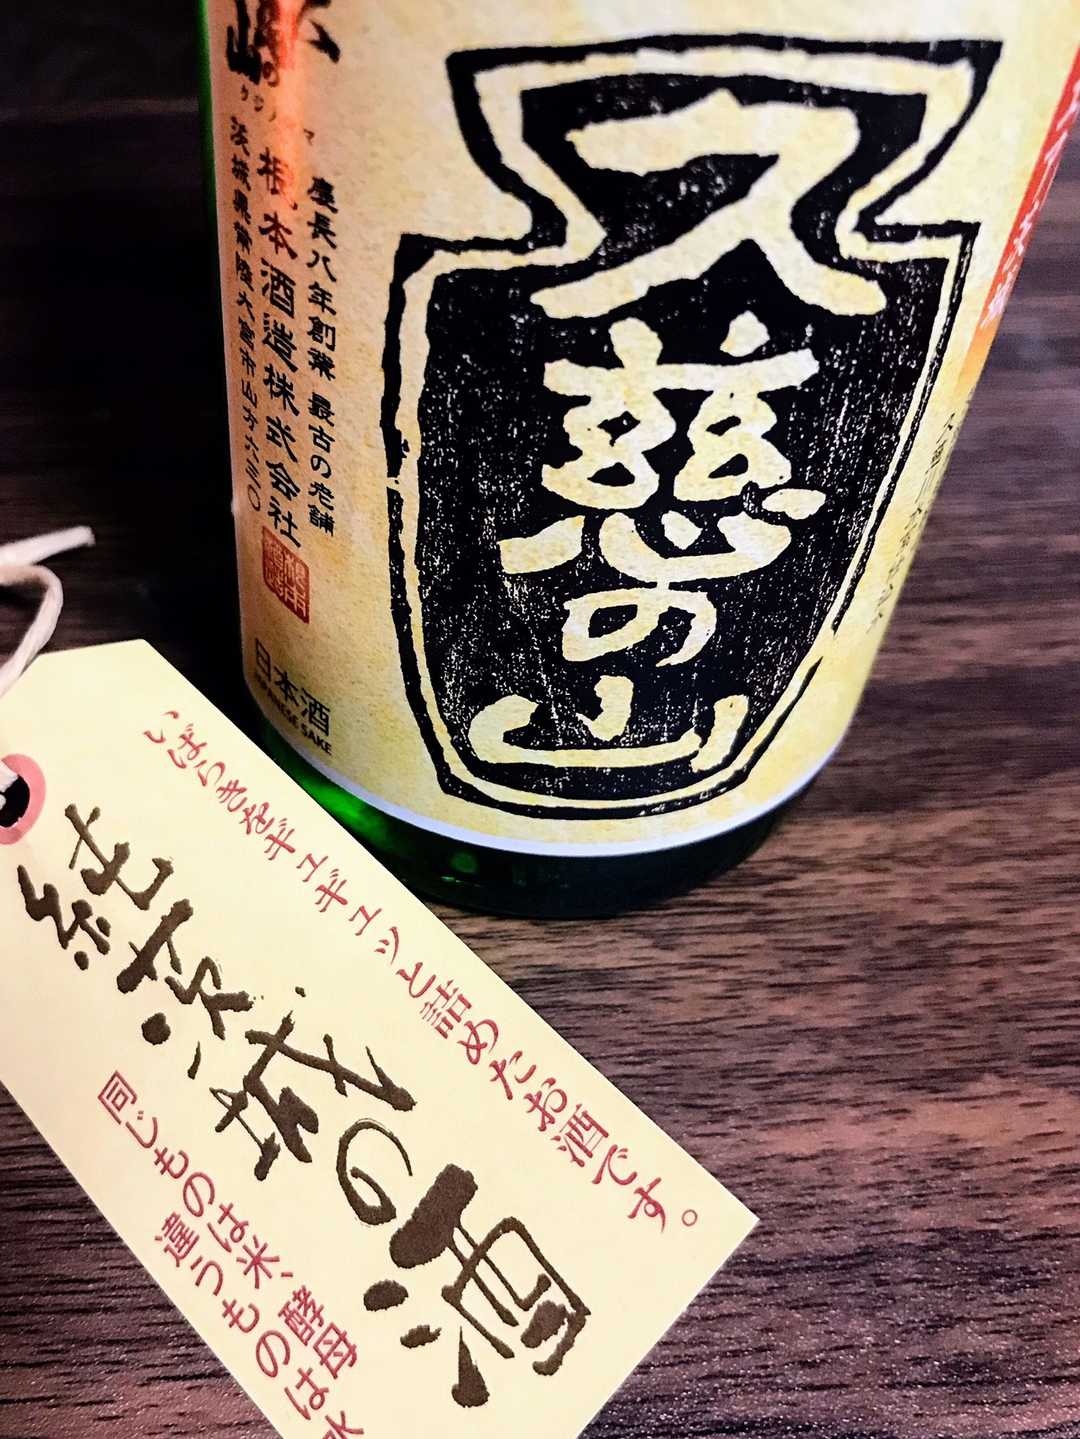 久慈の山
慶長八年創業 最古の老舗
根本酒造株式会社
茨城県常陸大宮市山方六三〇
日本酒
JAPANESE SAKE
いばらきをギュギュッと詰めたお酒です。
純茨城の酒
同じものは米、酵母
違うものは水